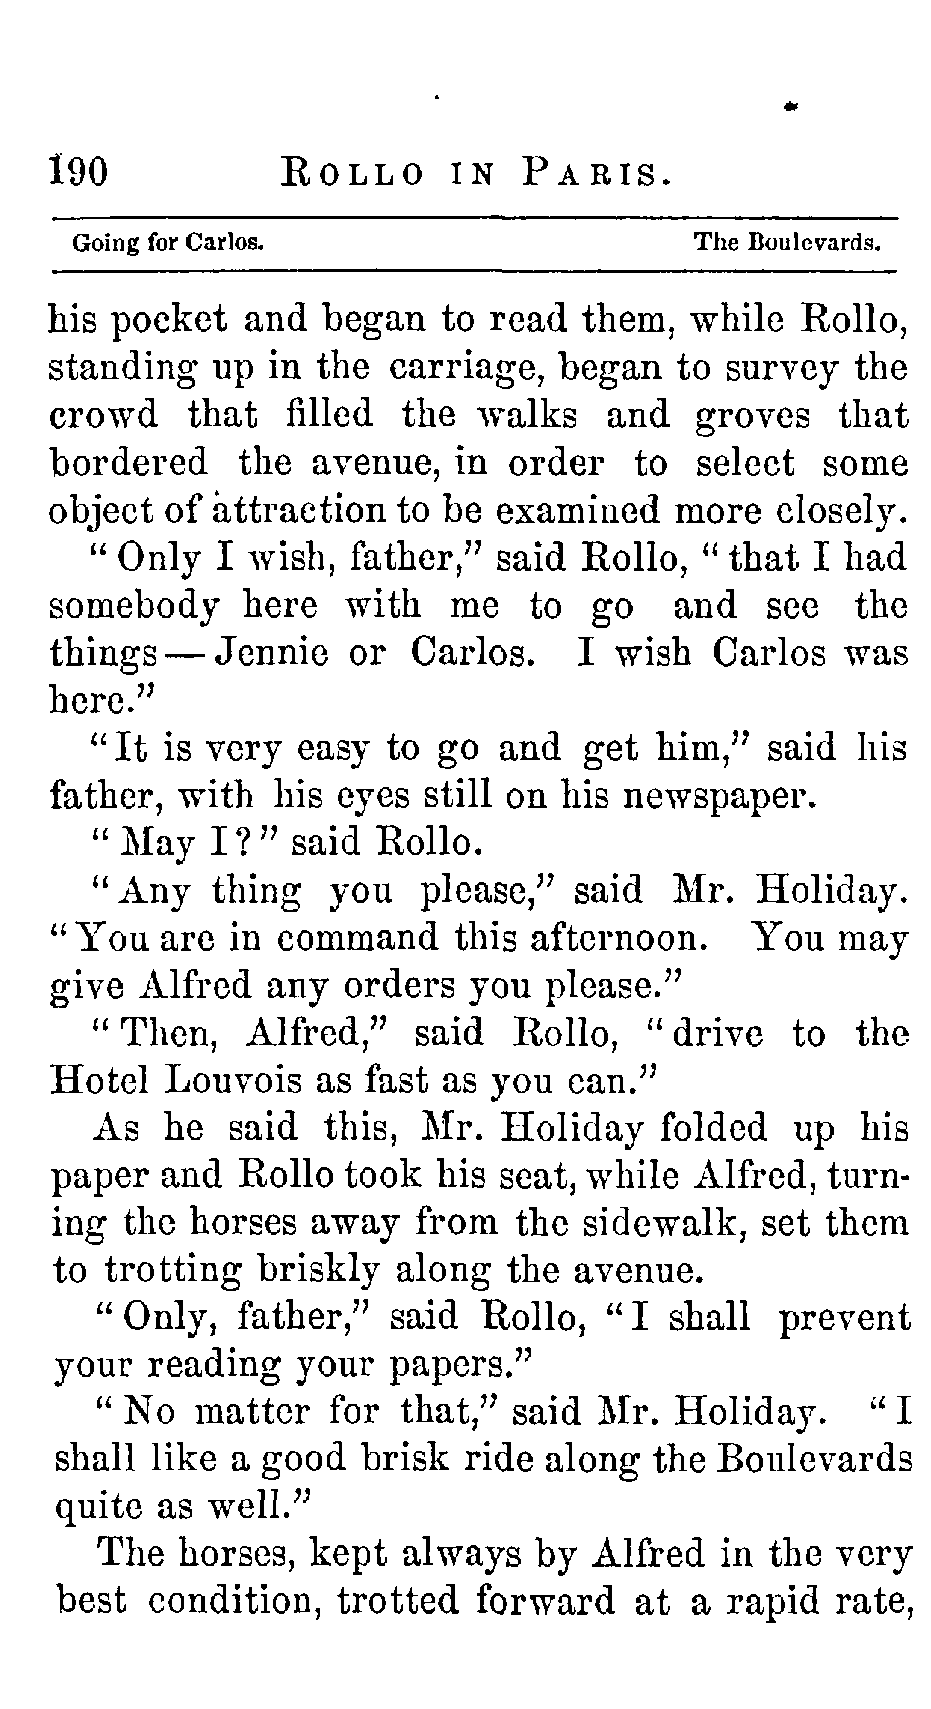 190 ROLLO IN PARIS.
Going for Carlos. The Boulevards.
his pocket and began to read them, while Rollo,
standing up in the carriage, began to survey the
crowd that filled the walks and groves that
bordered the avenue, in order to select some
object of attraction to be examined more closely.
“Only I wish, father,” said Rollo, “that I had
somebody here with me to go and see the
things — Jennie or Carlos. I wish Carlos was
here.”
“It is very easy to go and get him,” said his
father, with his eyes still on his newspaper.
“May I?” said Rollo.
“Any thing you please,” said Mr. Holiday.
“You are in command this afternoon. You may
give Alfred any orders you please.”
“Then, Alfred,” said Rollo, “drive to the
Hotel Louvois as fast as you can.”
As he said this, Mr. Holiday folded up his
paper and Rollo took his seat, while Alfred, turn-
ing the horses away from the sidewalk, set them
to trotting briskly along the avenue.
“Only, father,” said Rollo, “I shall prevent
your reading your papers.”
“No matter for that,” said Mr. Holiday. “I
shall like a good brisk ride along the Boulevards
quite as well.”
The horses, kept always by Alfred in the very
best condition, trotted forward at a rapid rate,